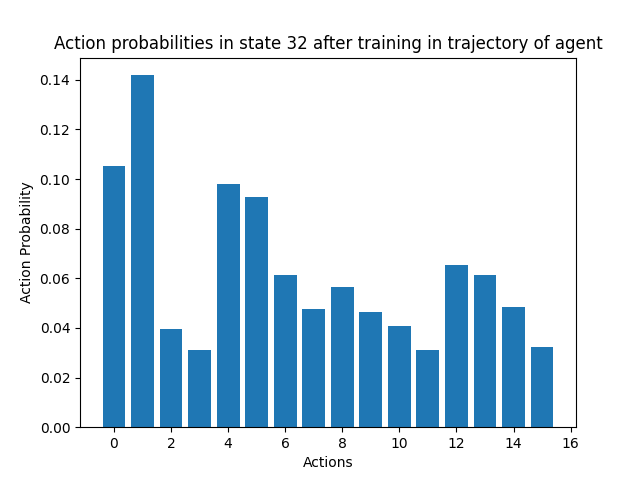 Action probabilities in state 32 after training in trajectory of agent
0.14
0.12
0.10
0.08
0.06
0.04
0.02
0.00
Action Probability
0 2 4 6 8 10 12 14 16
Actions